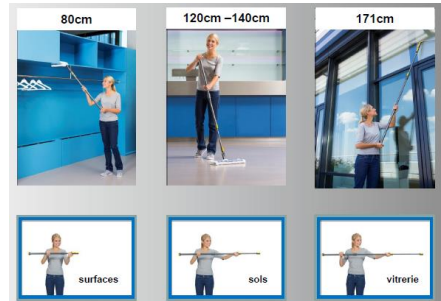 80cm
120cm –140cm
171cm
surfaces
sols
vitrerie